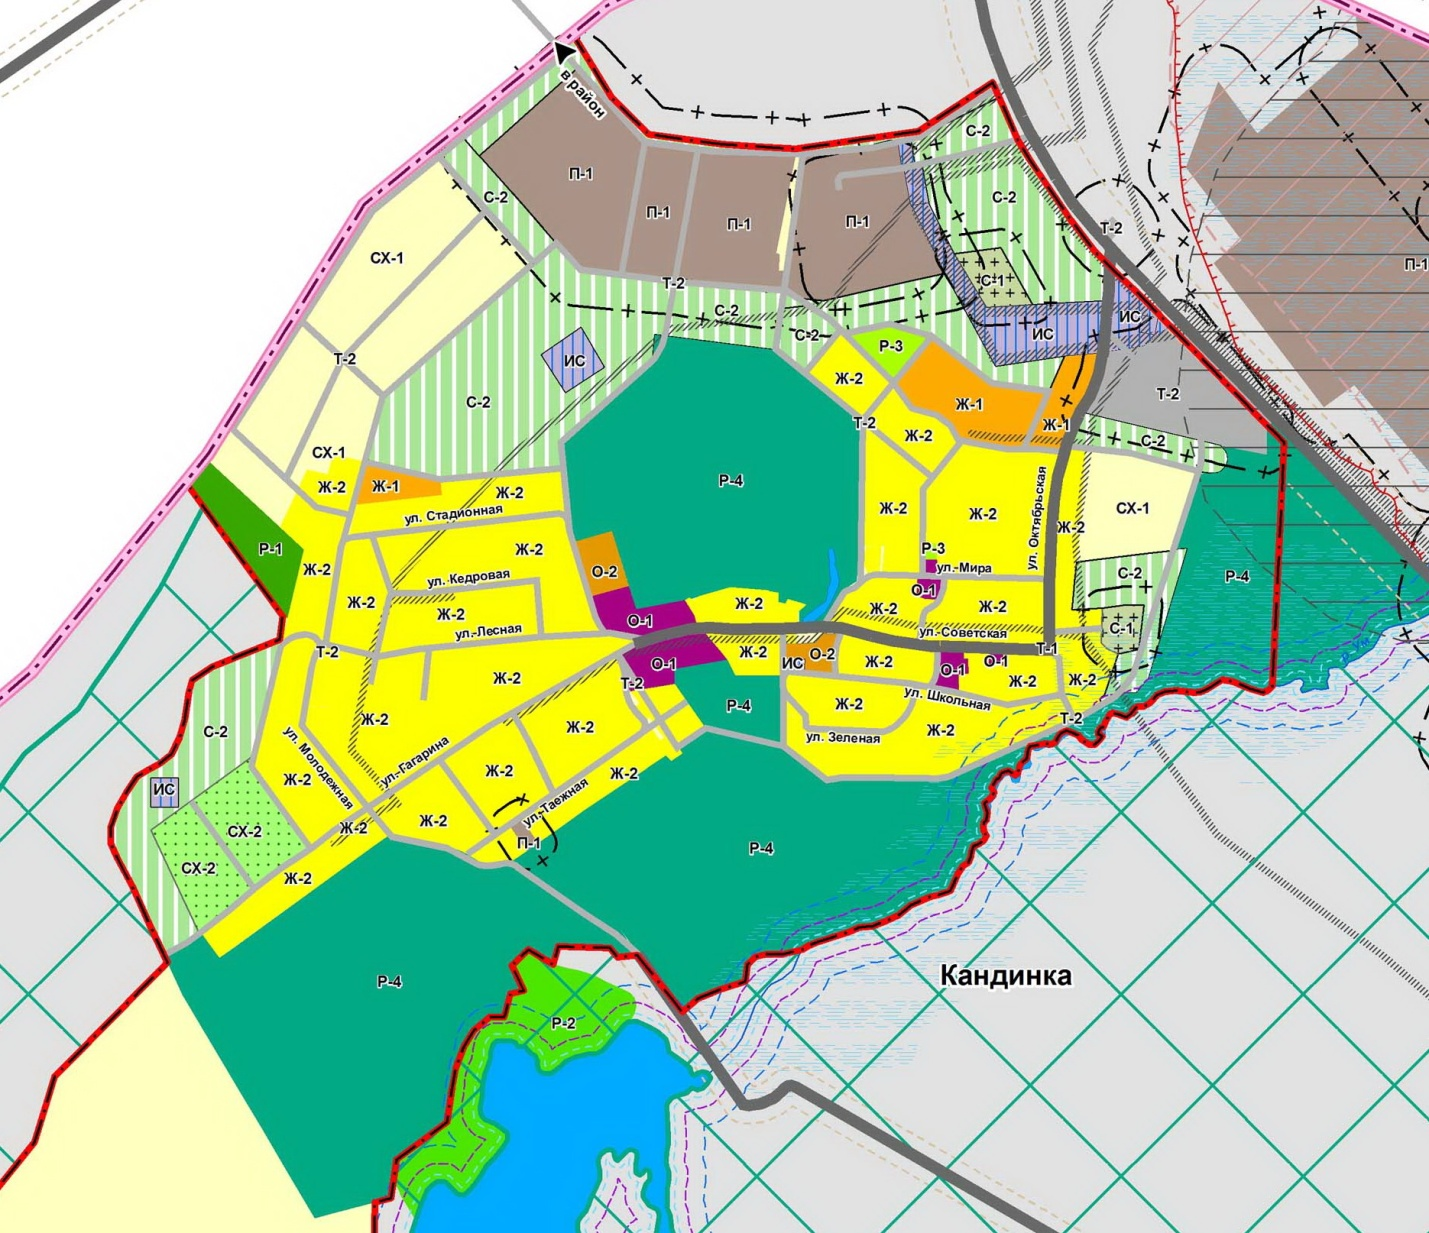 в район
С-2
П-1
С-2
С-2
П-1
П-1
П-1
Т-2
СХ-1
П-1
Т-2
С-1
С-2
ИС
ИС
С-2
Р-3
Т-2
ИС
Ж-2
Т-2
С-2
Ж-1
Ж-1
Т-2
Ж-2
С-2
СХ-1
Р-4
Ж-2
Ж-1
Ж-2
СХ-1
ул. Стадионная
Ж-2
Ж-2
ул. Октябрьская
Ж-2
Р-1
Ж-2
Р-3
Ж-2
О-2
ул. Кедровая
ул.-Мира
С-2
Р-4
О-1
Ж-2
Ж-2
Ж-2
Ж-2
Ж-2
О-1
ул.-Лесная
ул.-Советская
С-1
Т-2
Ж-2
ИС
О-2
Т-1
О-1
Ж-2
О-1
О-1
Ж-2
Т-2
Ж-2
Ж-2
ул. Школьная
Р-4
Ж-2
Ж-2
Т-2
С-2
Ж-2
Ж-2
ул. Зеленая
ул. Молодежная
ул.-Гагарина
Ж-2
Ж-2
Ж-2
ИС
ул.-Таежная
СХ-2
Ж-2
Ж-2
П-1
Р-4
СХ-2
Ж-2
Кандинка
Р-4
Р-2